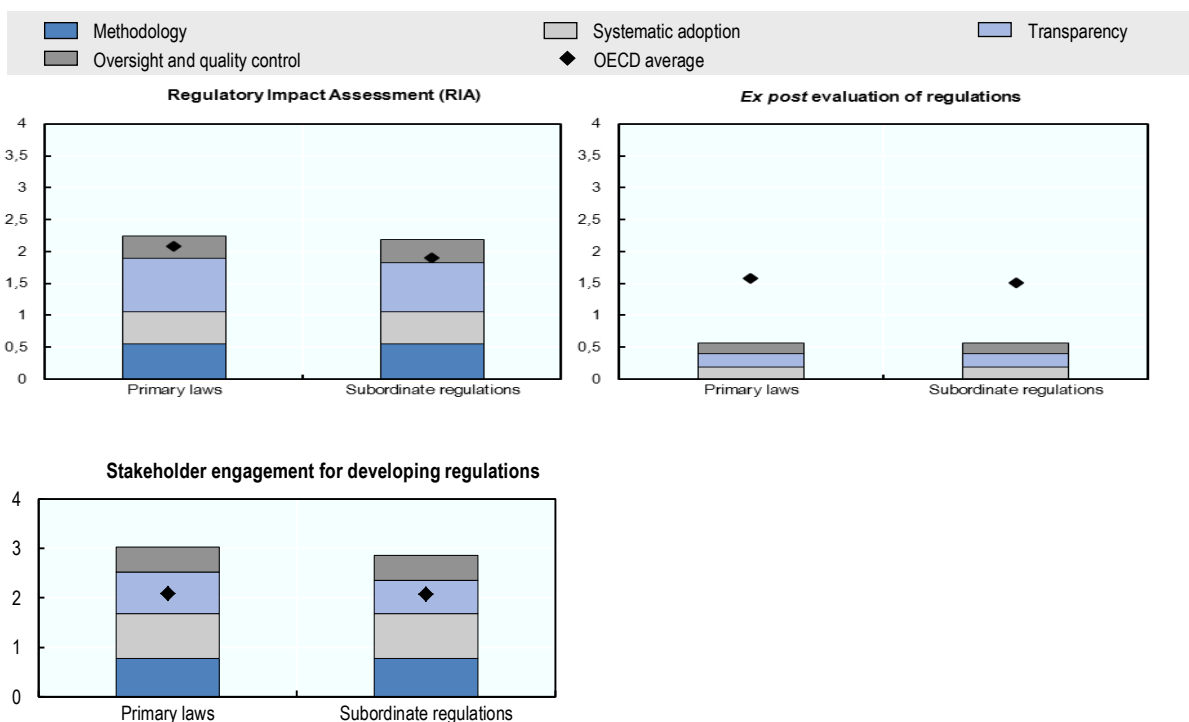 Methodology
Systematic adoption
Transparency
Oversight and quality control
OECD average
Regulatory Impact Assessment (RIA)
4
3,5
3
2,5
2
1,5
1
0,5
0
Primary laws
Subordinate regulations
Ex post evaluation of regulations
4
3,5
3
2,5
2
1,5
1
0,5
0
Primary laws
Subordinate regulations
Stakeholder engagement for developing regulations
4
3
2
1
0
Primary laws
Subordinate regulations